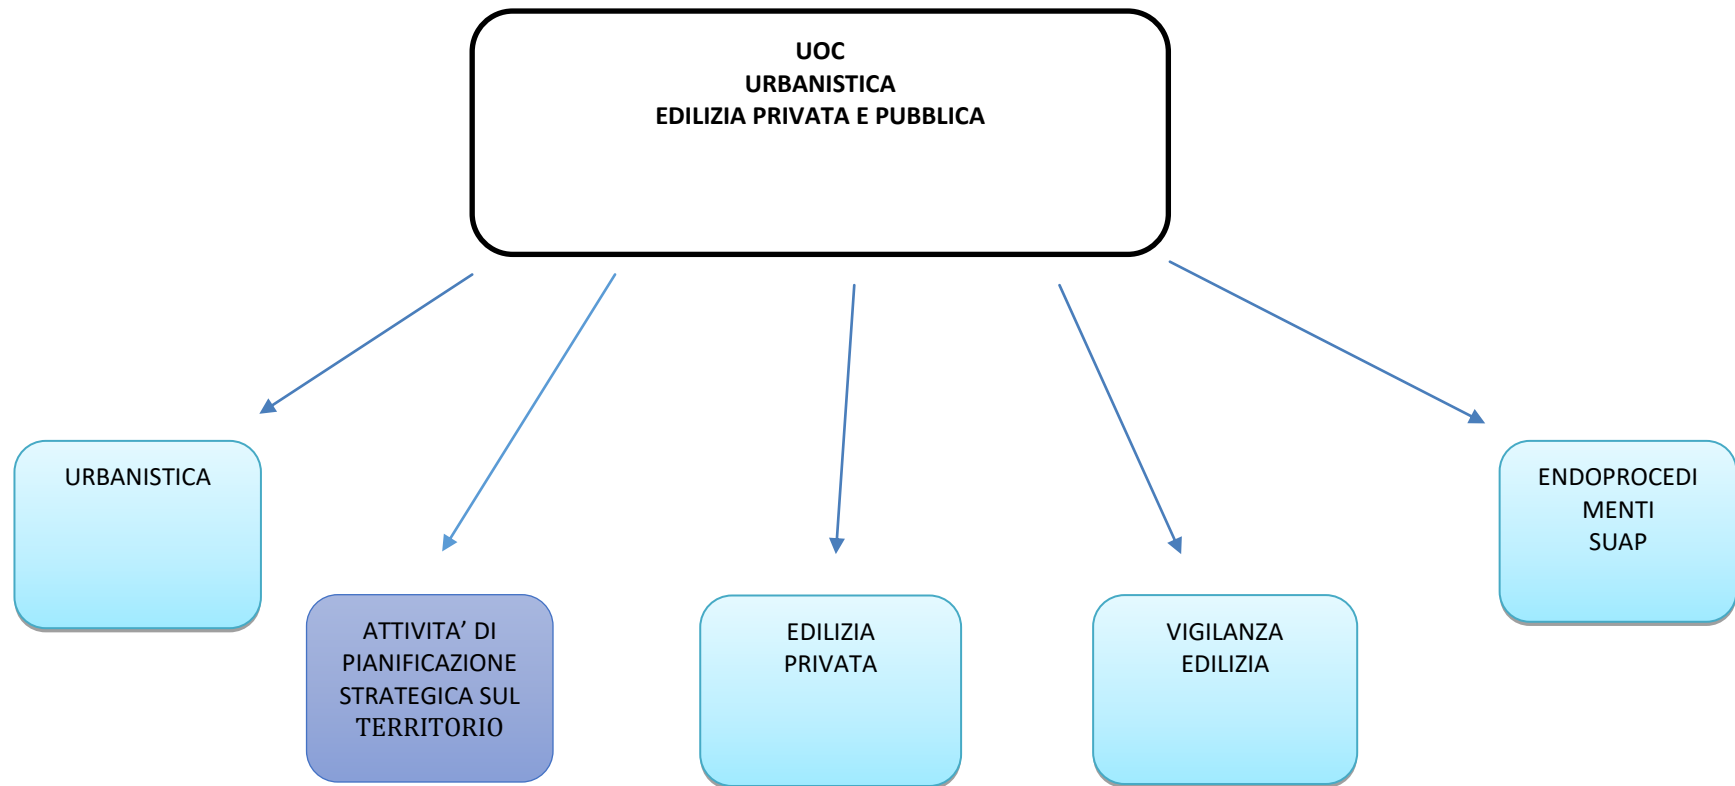 UOC
URBANISTICA
EDILIZIA PRIVATA E PUBBLICA
URBANISTICA
ENDOPROCEDI
MENTI
SUAP
ATTIVITA’ DI
PIANIFICAZIONE
STRATEGICA SUL
TERRITORIO
EDILIZIA
PRIVATA
VIGILANZA
EDILIZIA